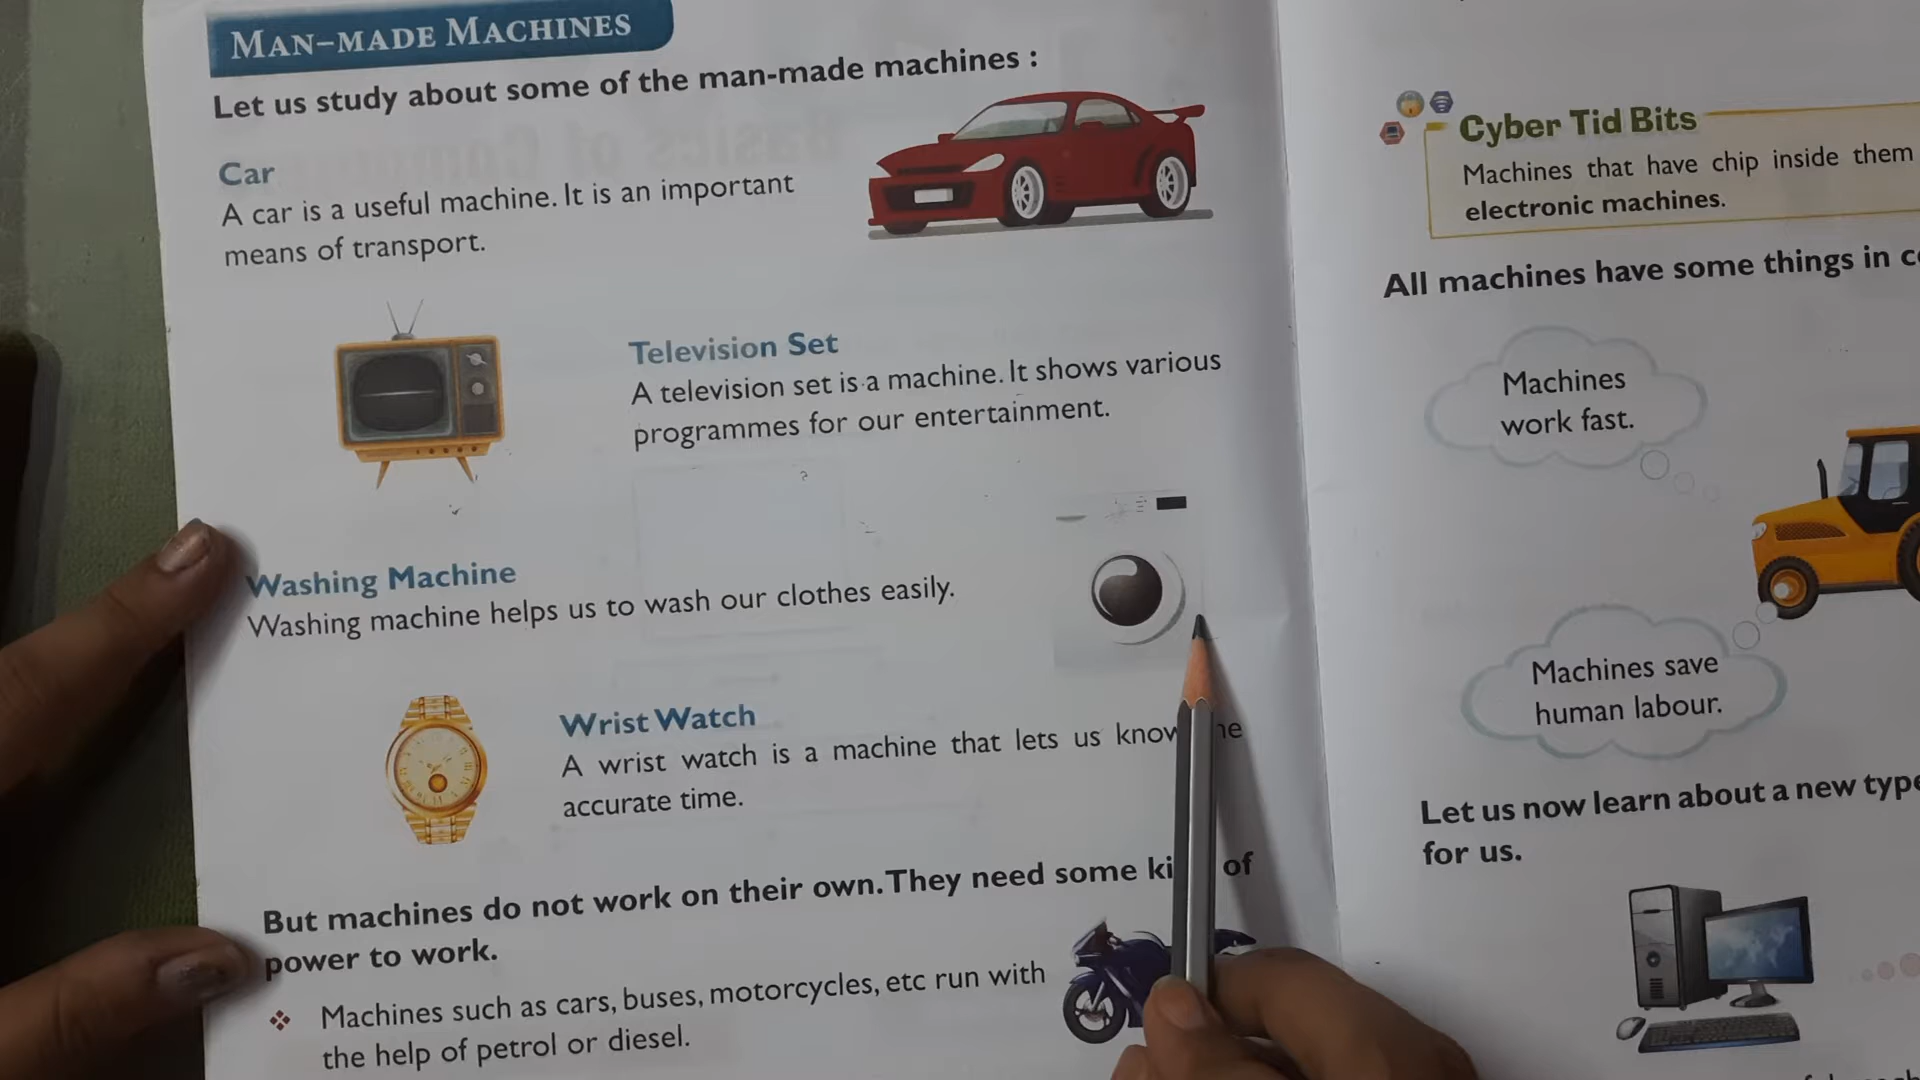 MAN-MADE MACHINES
Let us study about some of the man-made machines :
Car
A car is a useful machine. It is an important
means of transport.
Television Set
A television set is a machine. It shows various
programmes for our entertainment.
Washing Machine
Washing machine helps us to wash our clothes easily.
Wrist Watch
A wrist watch is a machine that lets us know
accurate time.
But machines do not work on their own. They need some of
power to work.
❖ Machines such as cars, buses, motorcycles, etc run with
the help of petrol or diesel.
Cyber Tid Bits
Machines that have chip inside them
electronic machines.
All machines have some things in
Machines
work fast.
Machines save
human labour.
Let us now learn about a new type
for us.